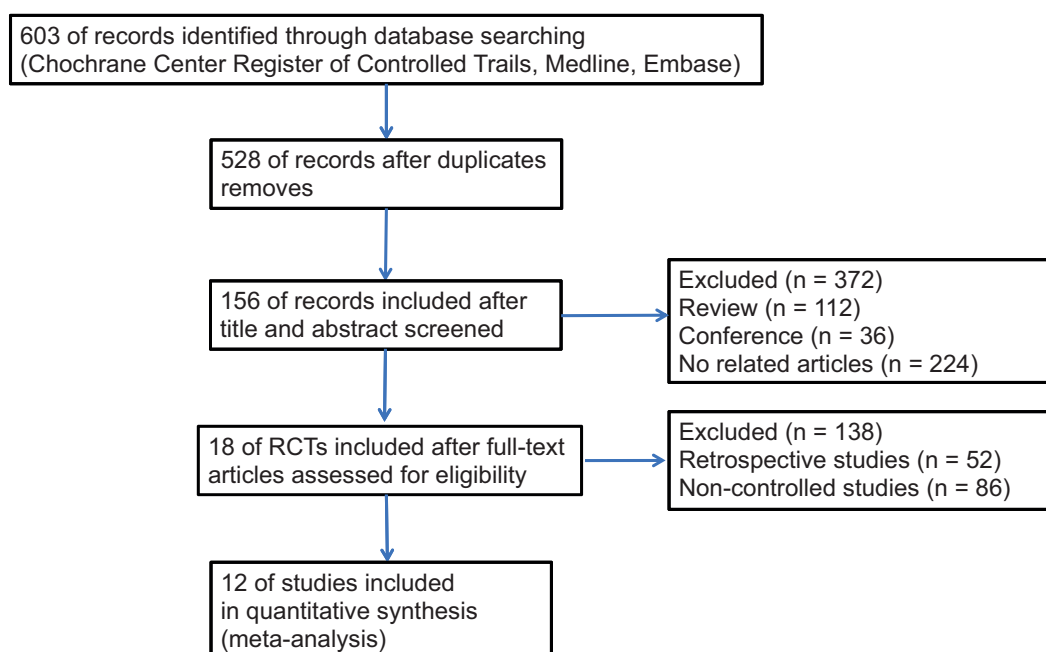 603 of records identified through database searching
(Chochrane Center Register of Controlled Trails, Medline, Embase)
528 of records after duplicates
removes
156 of records included after
title and abstract screened
Excluded (n = 372)
Review (n = 112)
Conference (n = 36)
No related articles (n = 224)
18 of RCTs included after full-text
articles assessed for eligibility
Excluded (n = 138)
Retrospective studies (n = 52)
Non-controlled studies (n = 86)
12 of studies included
in quantitative synthesis
(meta-analysis)